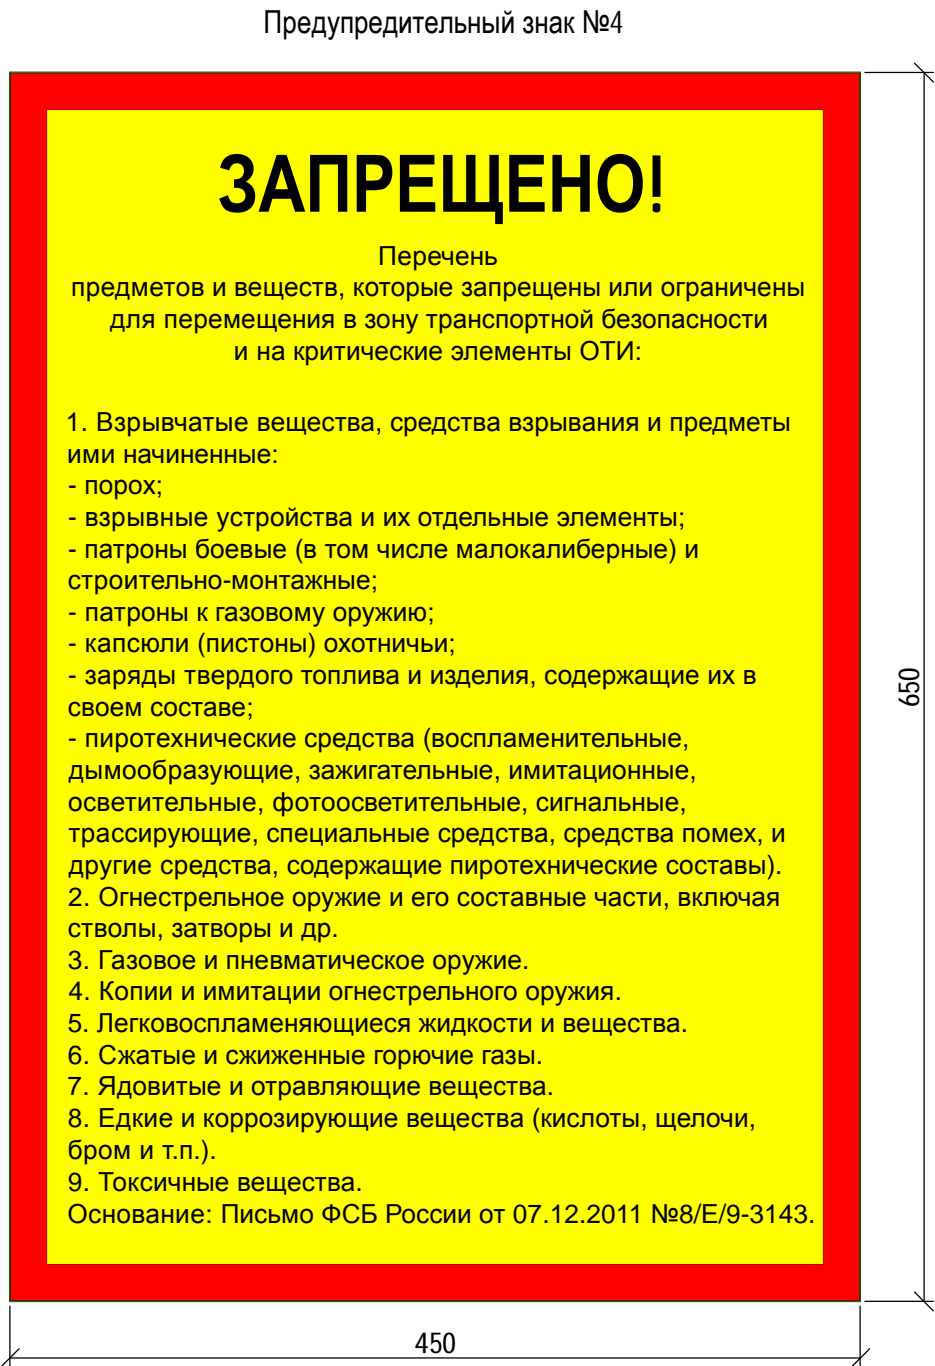 Предупредительный знак №4
ЗАПРЕЩЕНО!
Перечень
предметов и веществ, которые запрещены или ограничены
для перемещения в зону транспортной безопасности
и на критические элементы ОТИ:
1. Взрывчатые вещества, средства взрывания и предметы
ими начиненные:
- порох;
- взрывные устройства и их отдельные элементы;
- патроны боевые (в том числе малокалиберные) и
строительно-монтажные;
- патроны к газовому оружию;
- капсюли (пистоны) охотничьи;
- заряды твердого топлива и изделия, содержащие их в
своем составе;
- пиротехнические средства (воспламенительные,
дымообразующие, зажигательные, имитационные,
осветительные, фотоосветительные, сигнальные,
трассирующие, специальные средства, средства помех, и
другие средства, содержащие пиротехнические составы).
2. Огнестрельное оружие и его составные части, включая
стволы, затворы и др.
3. Газовое и пневматическое оружие.
4. Копии и имитации огнестрельного оружия.
5. Легковоспламеняющиеся жидкости и вещества.
6. Сжатые и сжиженные горючие газы.
7. Ядовитые и отравляющие вещества.
8. Едкие и коррозирующие вещества (кислоты, щелочи,
бром и т.п.).
9. Токсичные вещества.
Основание: Письмо ФСБ России от 07.12.2011 №8/Е/9-3143.
650
450